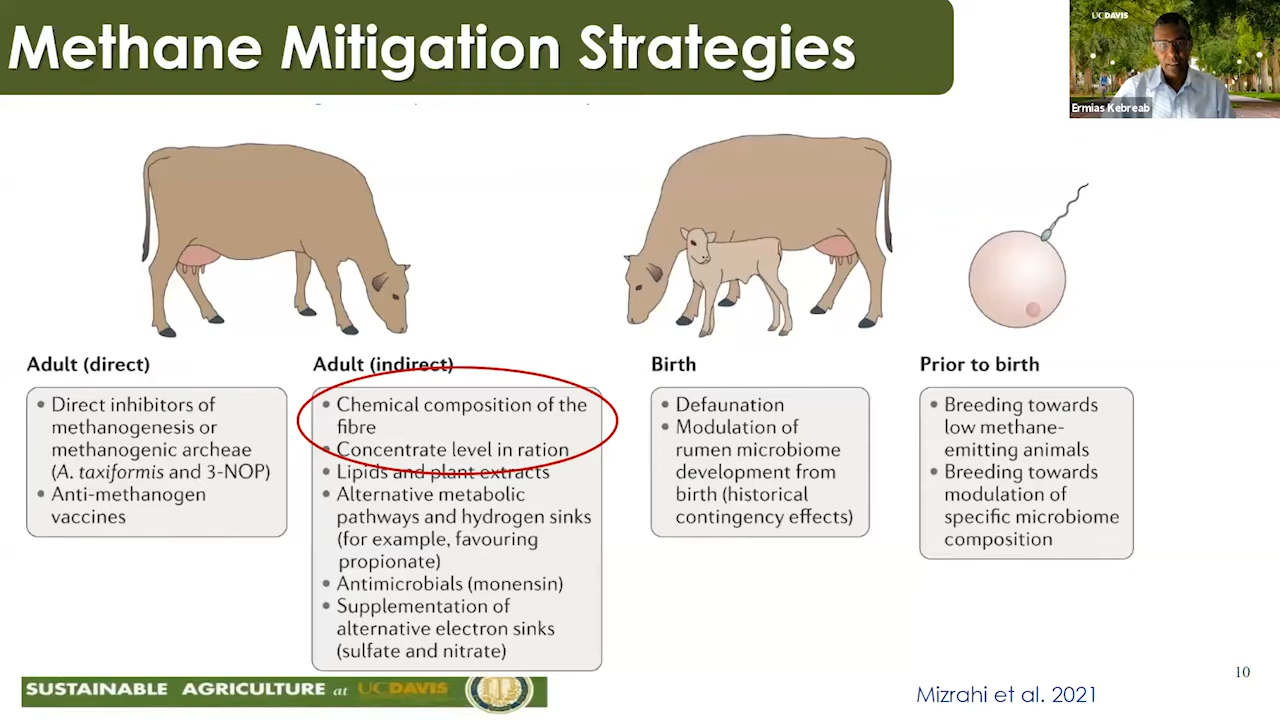 Methane Mitigation Strategies
UC DAVIS
Ermias Kebreab
Adult (direct)
• Direct inhibitors of
methanogenesis or
methanogenic archeae
(A. taxiformis and 3-NOP)
• Anti-methanogen
vaccines
Adult (indirect)
• Chemical composition of the
fibre
• Concentrate level in ration
• Lipids and plant extracts
• Alternative metabolic
pathways and hydrogen sinks
(for example, favouring
propionate)
• Antimicrobials (monensin)
• Supplementation of
alternative electron sinks
(sulfate and nitrate)
Birth
• Defaunation
• Modulation of
rumen microbiome
development from
birth (historical
contingency effects)
Prior to birth
• Breeding towards
low methane-
emitting animals
• Breeding towards
modulation of
specific microbiome
composition
SUSTAINABLE AGRICULTURE at UCDAVIS
Mizrahi et al. 2021
10